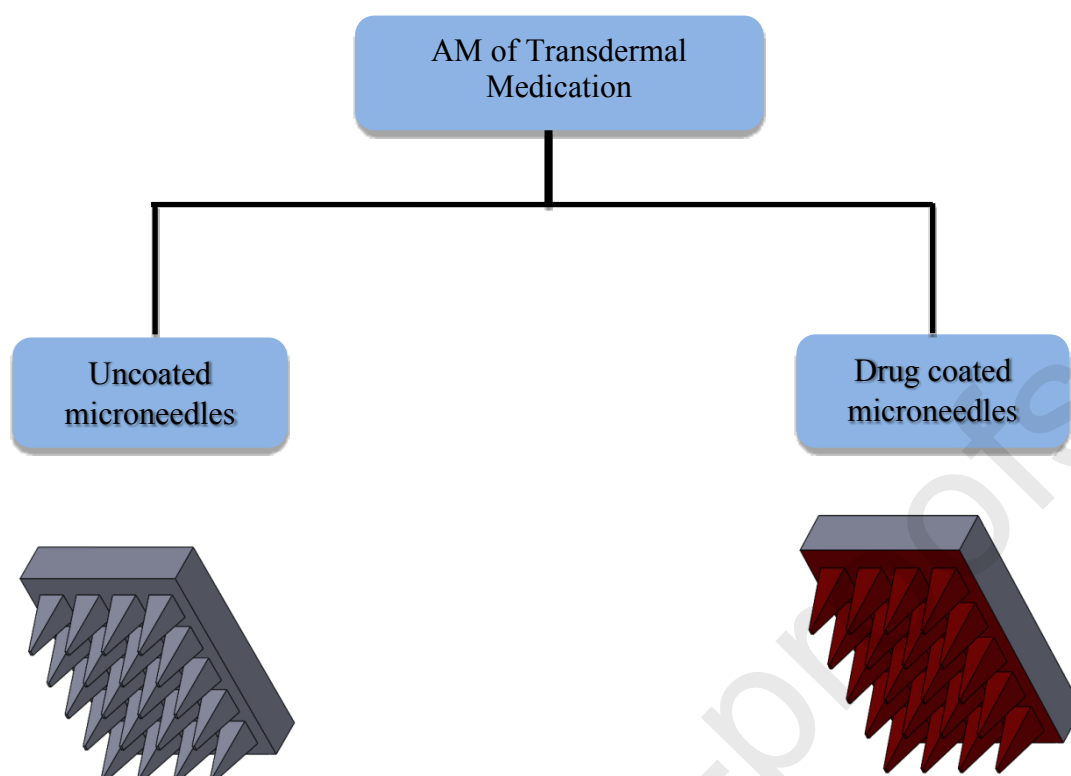 AM of Transdermal
Medication
Uncoated
microneedles
Drug coated
microneedles